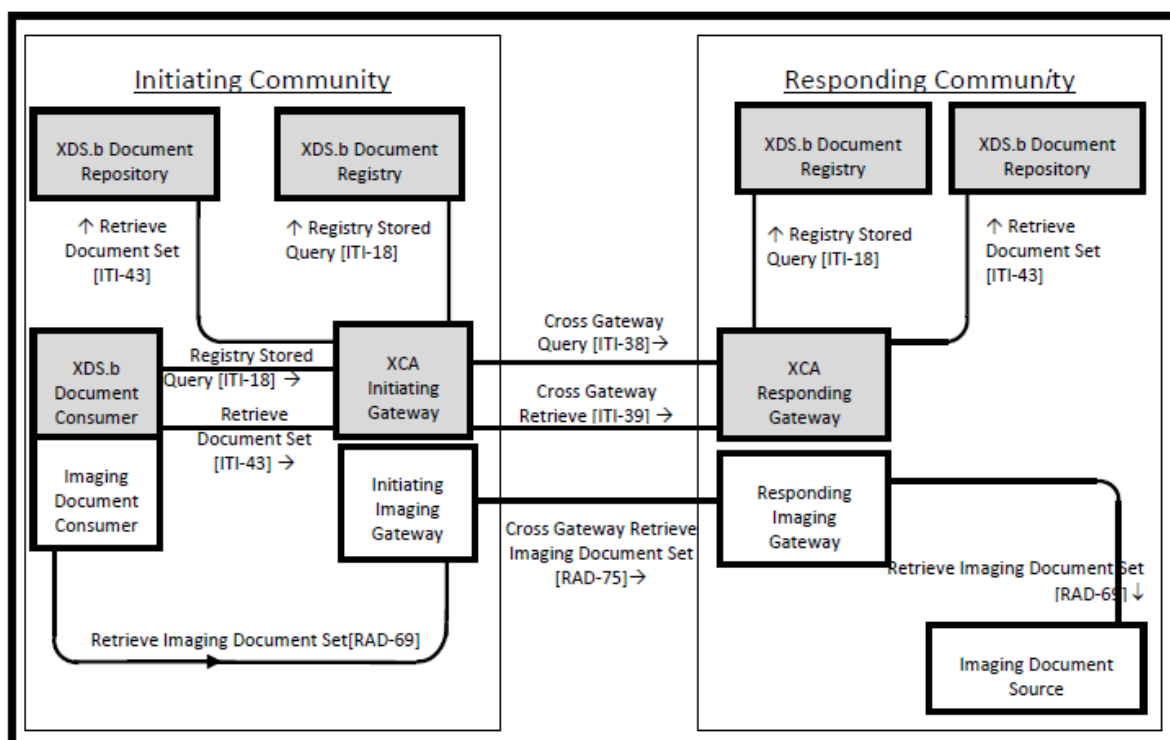 Initiating Community
XDS.b Document
Repository
XDS.b Document
Registry
↑ Retrieve
Document Set
[ITI-43]
↑ Registry Stored
Query [ITI-18]
XDS.b
Document
Consumer
Registry Stored
Query [ITI-18] →
Retrieve
Document Set
[ITI-43] →
XCA
Initiating
Gateway
Imaging
Document
Consumer
Initiating
Imaging
Gateway
Retrieve Imaging Document Set[RAD-69]
Cross Gateway
Query [ITI-38]→
Cross Gateway
Retrieve [ITI-39] →
Cross Gateway Retrieve
Imaging Document Set
[RAD-75]→
Responding Community
XDS.b Document
Registry
XDS.b Document
Repository
↑ Registry Stored
Query [ITI-18]
↑ Retrieve
Document Set
[ITI-43]
XCA
Responding
Gateway
Responding
Imaging
Gateway
Retrieve Imaging Document Set
[RAD-69] ↓
Imaging Document
Source